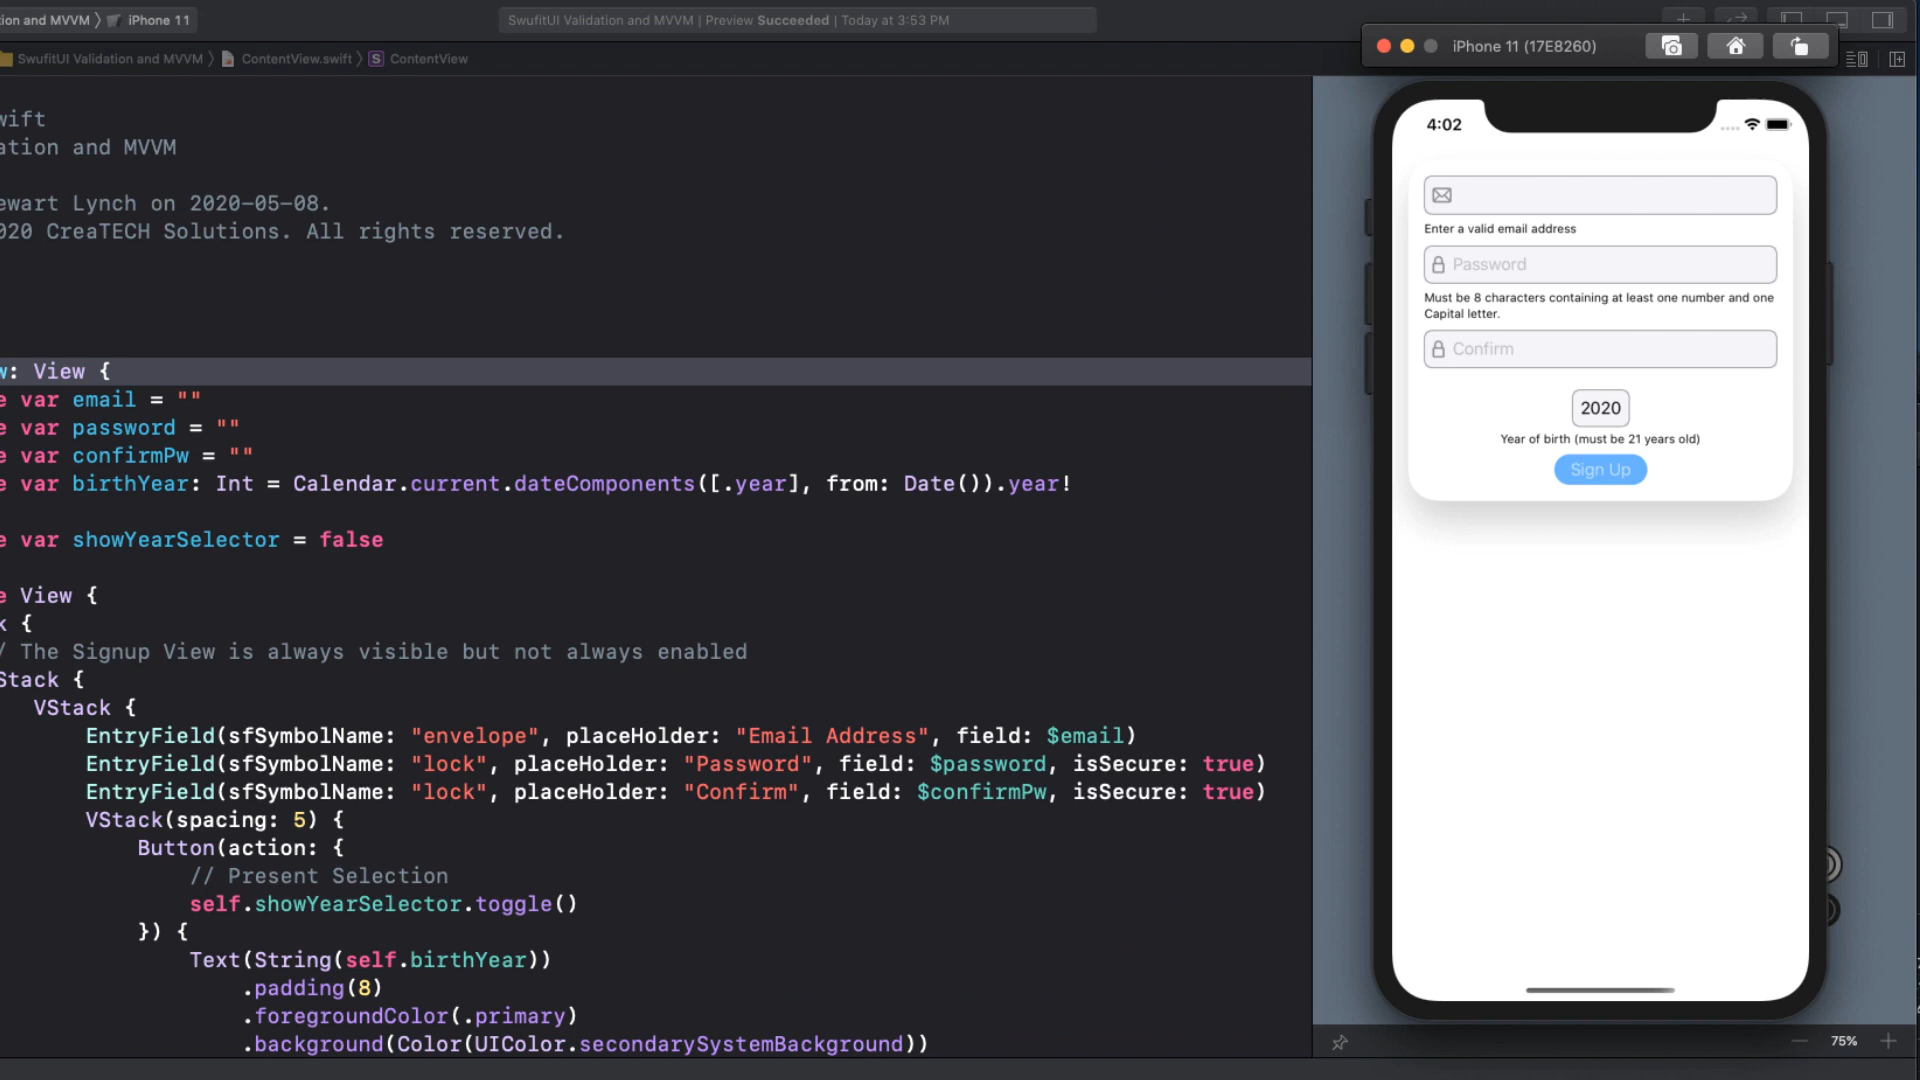 ion and MVVM 〉 iPhone 11
SwufitUI Validation and MVVM | Preview Succeeded | Today at 3:53 PM
iPhone 11 (17E8260)
SwufitUI Validation and MVVM 〉 ContentView.swift 〉 S ContentView
wift
ation and MVVM
ewart Lynch on 2020-05-08.
020 CreaTECH Solutions. All rights reserved.
w: View {
e var email = ""
e var password = ""
e var confirmPw = ""
e var birthYear: Int = Calendar.current.dateComponents([.year], from: Date()).year!
e var showYearSelector = false
e View {
k {
/ The Signup View is always visible but not always enabled
Stack {
VStack {
EntryField(sfSymbolName: "envelope", placeHolder: "Email Address", field: $email)
EntryField(sfSymbolName: "lock", placeHolder: "Password", field: $password, isSecure: true)
EntryField(sfSymbolName: "lock", placeHolder: "Confirm", field: $confirmPw, isSecure: true)
VStack(spacing: 5) {
Button(action: {
// Present Selection
self.showYearSelector.toggle()
}) {
Text(String(self.birthYear))
.padding(8)
.foregroundColor(.primary)
.background(Color(UIColor.secondarySystemBackground))
4:02
Enter a valid email address
Password
Must be 8 characters containing at least one number and one
Capital letter.
Confirm
2020
Year of birth (must be 21 years old)
Sign Up
75%